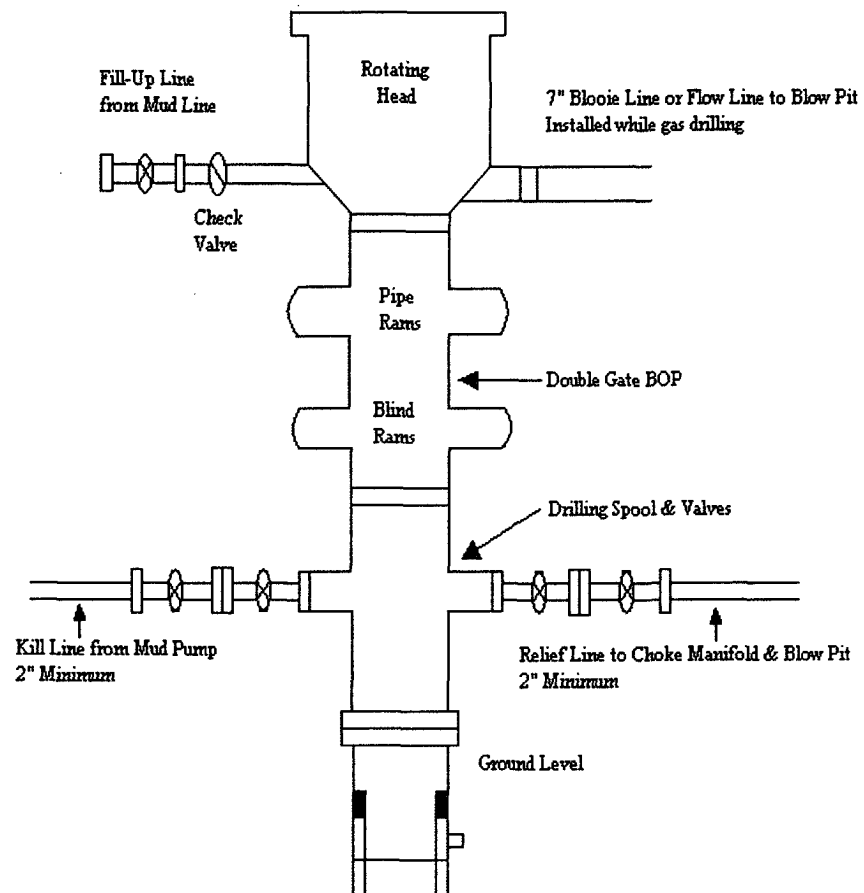 Rotating
Head
Fill-Up Line
from Mud Line
7" Blooie Line or Flow Line to Blow Pit
Installed while gas drilling
Check
Valve
Pipe
Rams
Double Gate BOP
Blind
Rams
Drilling Spool & Valves
Kill Line from Mud Pump
2" Minimum
Relief Line to Choke Manifold & Blow Pit
2" Minimum
Ground Level